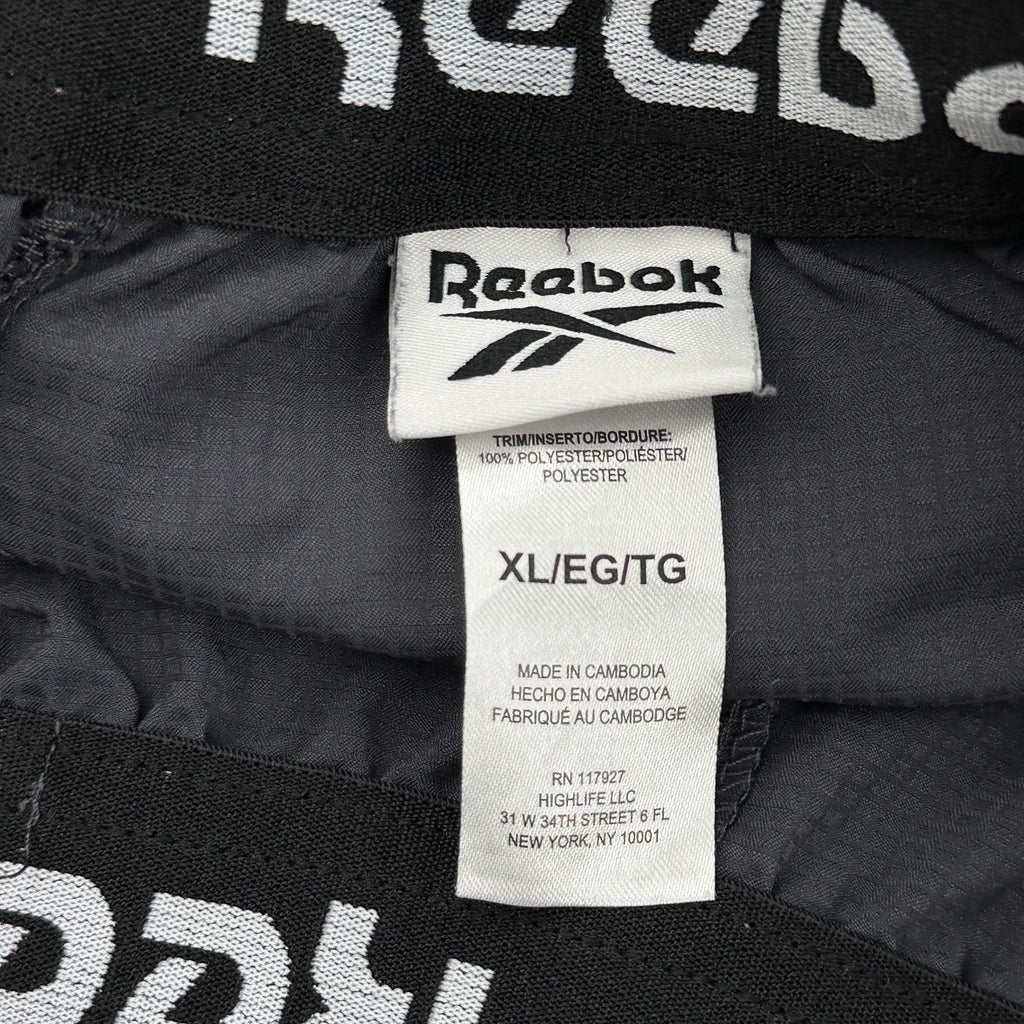 Reebo
Reebok
TRIM/INSERTO/BORDURE:
100% POLYESTER/POLIÉSTER/
POLYESTER
XL/EG/TG
MADE IN CAMBODIA
HECHO EN CAMBOYA
FABRIQUÉ AU CAMBODGE
RN 117927
HIGHLIFE LLC
31 W 34TH STREET 6 FL
NEW YORK, NY 10001